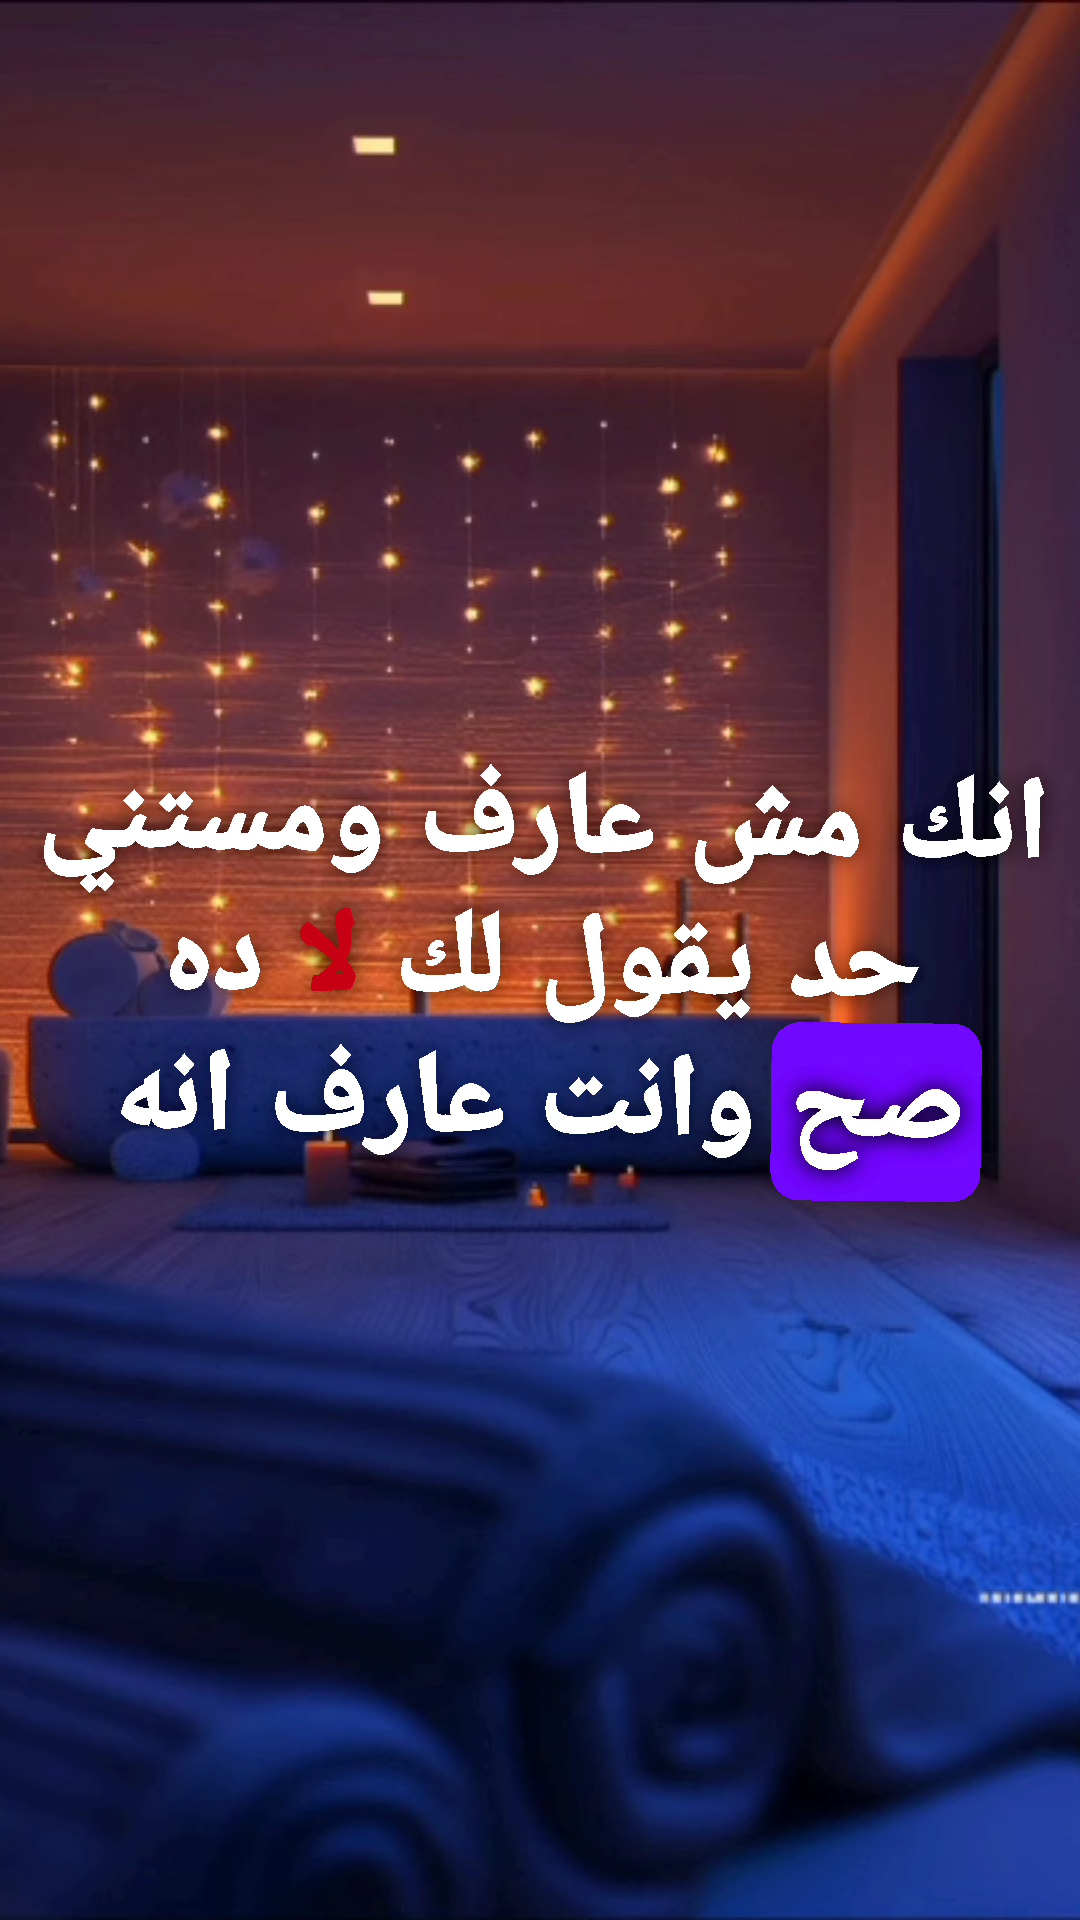 انك مش عارف ومستني
حد يقول لك لا ده
صح وانت عارف انه